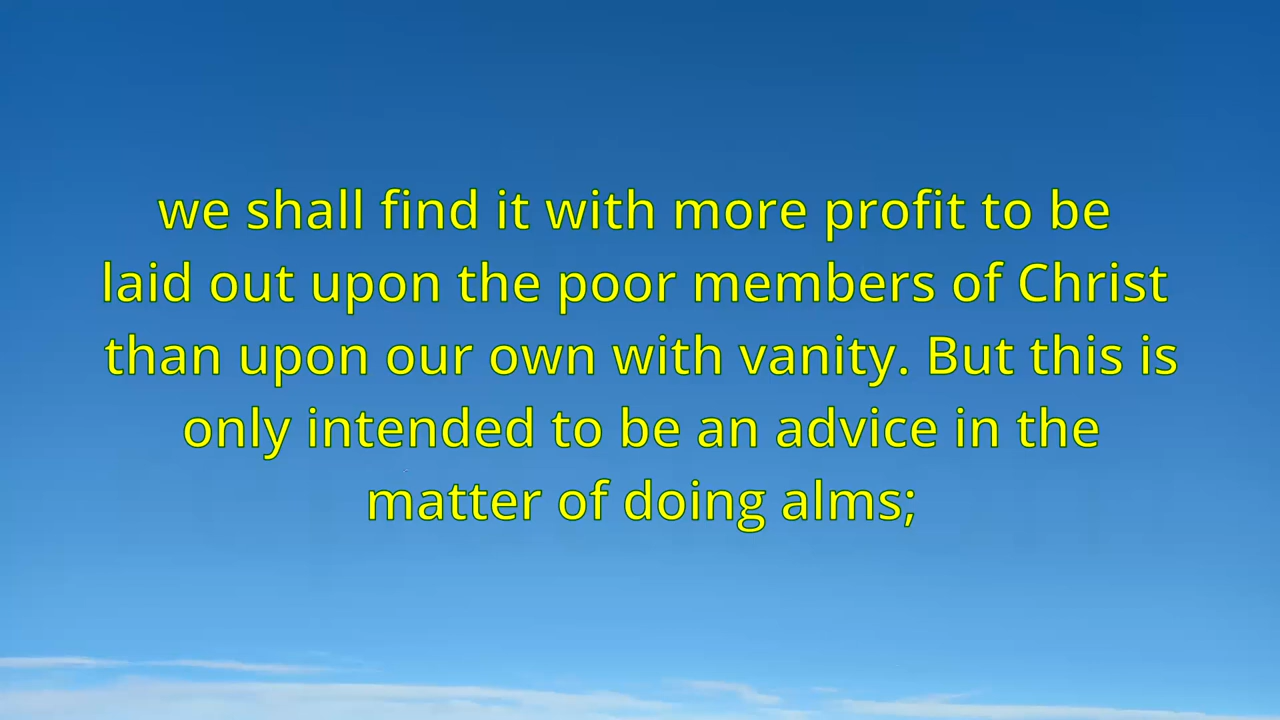 we shall find it with more profit to be
laid out upon the poor members of Christ
than upon our own with vanity. But this is
only intended to be an advice in the
matter of doing alms;